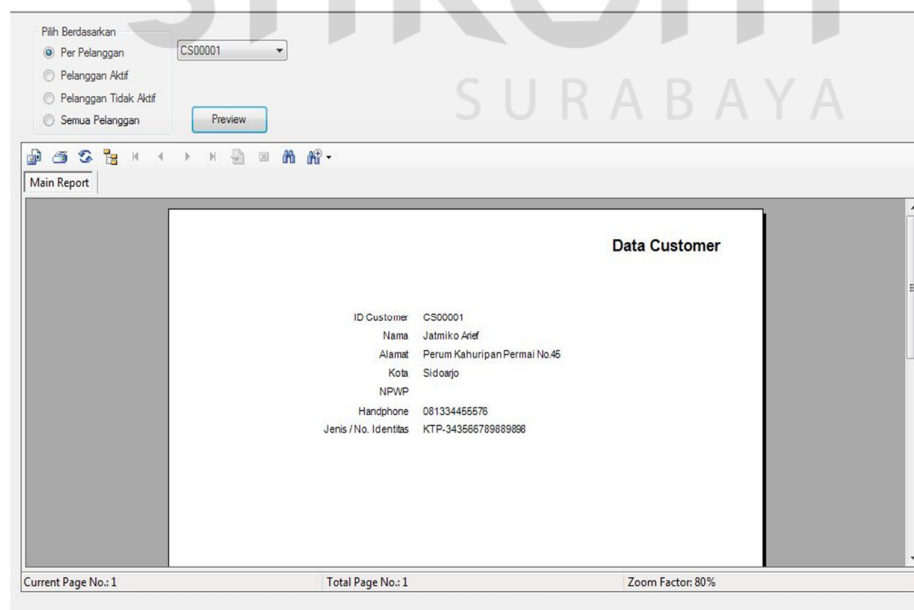 SURABAYA
Pilih Berdasarkan
Per Pelanggan
CS00001
Pelanggan Aktif
Pelanggan Tidak Aktif
Semua Pelanggan
Preview
Main Report
Data Customer
ID Customer CS00001
Nama Jatmiko Arief
Alamat Perum Kahuripan Permai No.45
Kota Sidoarjo
NPWP
Handphone 081334455576
Jenis / No. Identitas KTP-343566789889898
Current Page No.: 1
Total Page No.: 1
Zoom Factor: 80%